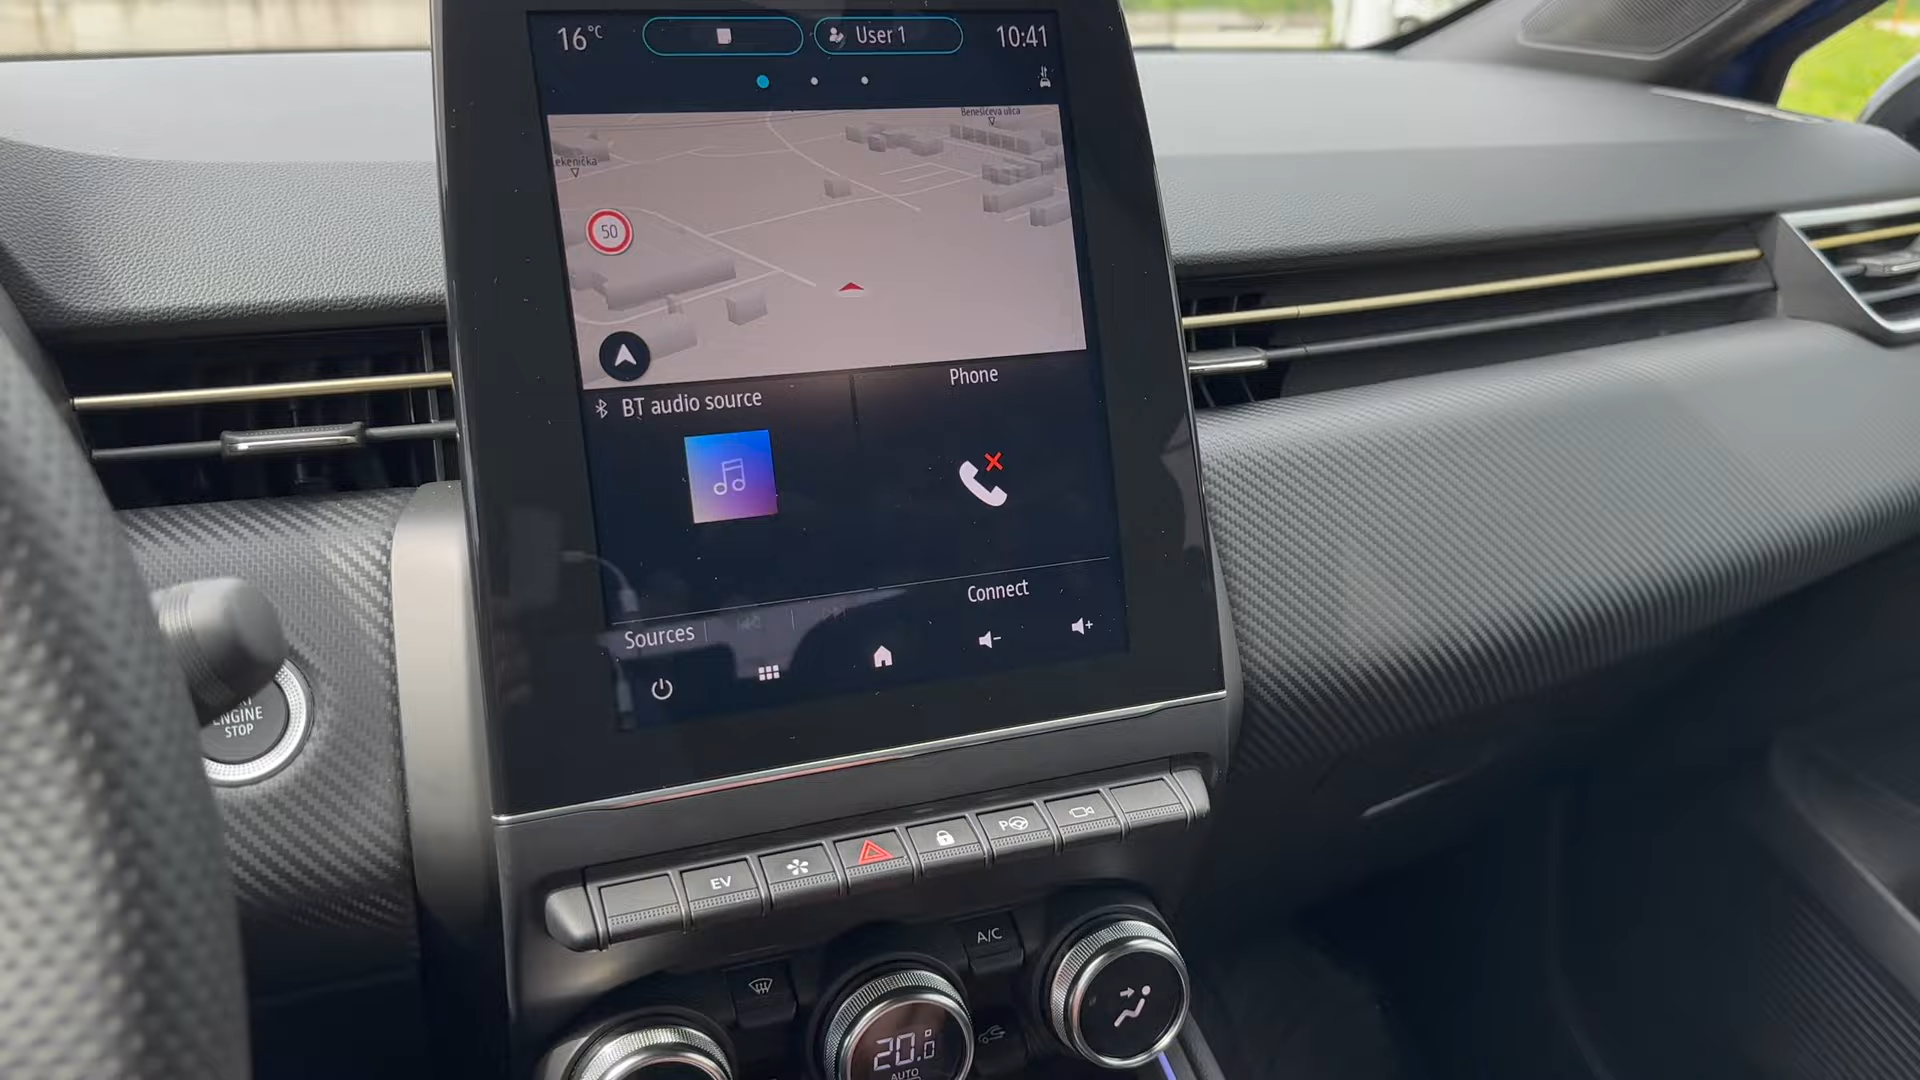 16°C
User 1
10:41
Benešićeva ulica
ekenička
50
BT audio source
Phone
Connect
Sources
ENGINE
STOP
EV
P
A/C
20.0
AUTO